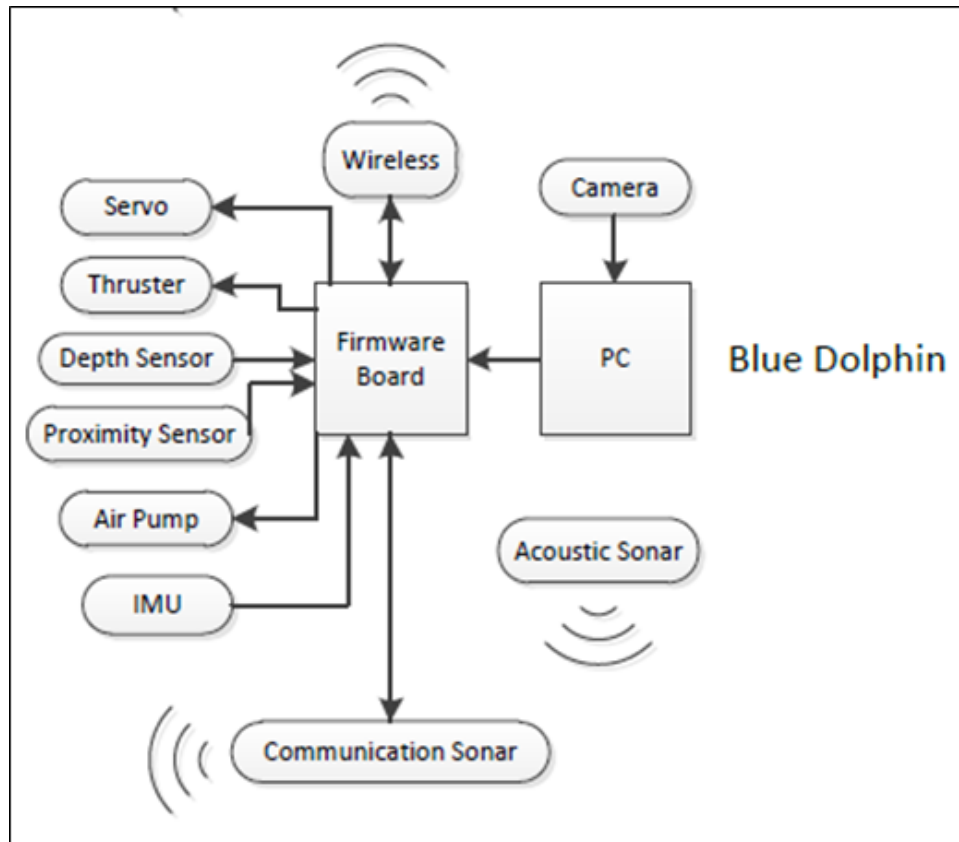 Wireless
Camera
Servo
Thruster
Firmware
Board
PC
Blue Dolphin
Depth Sensor
Proximity Sensor
Air Pump
Acoustic Sonar
IMU
Communication Sonar